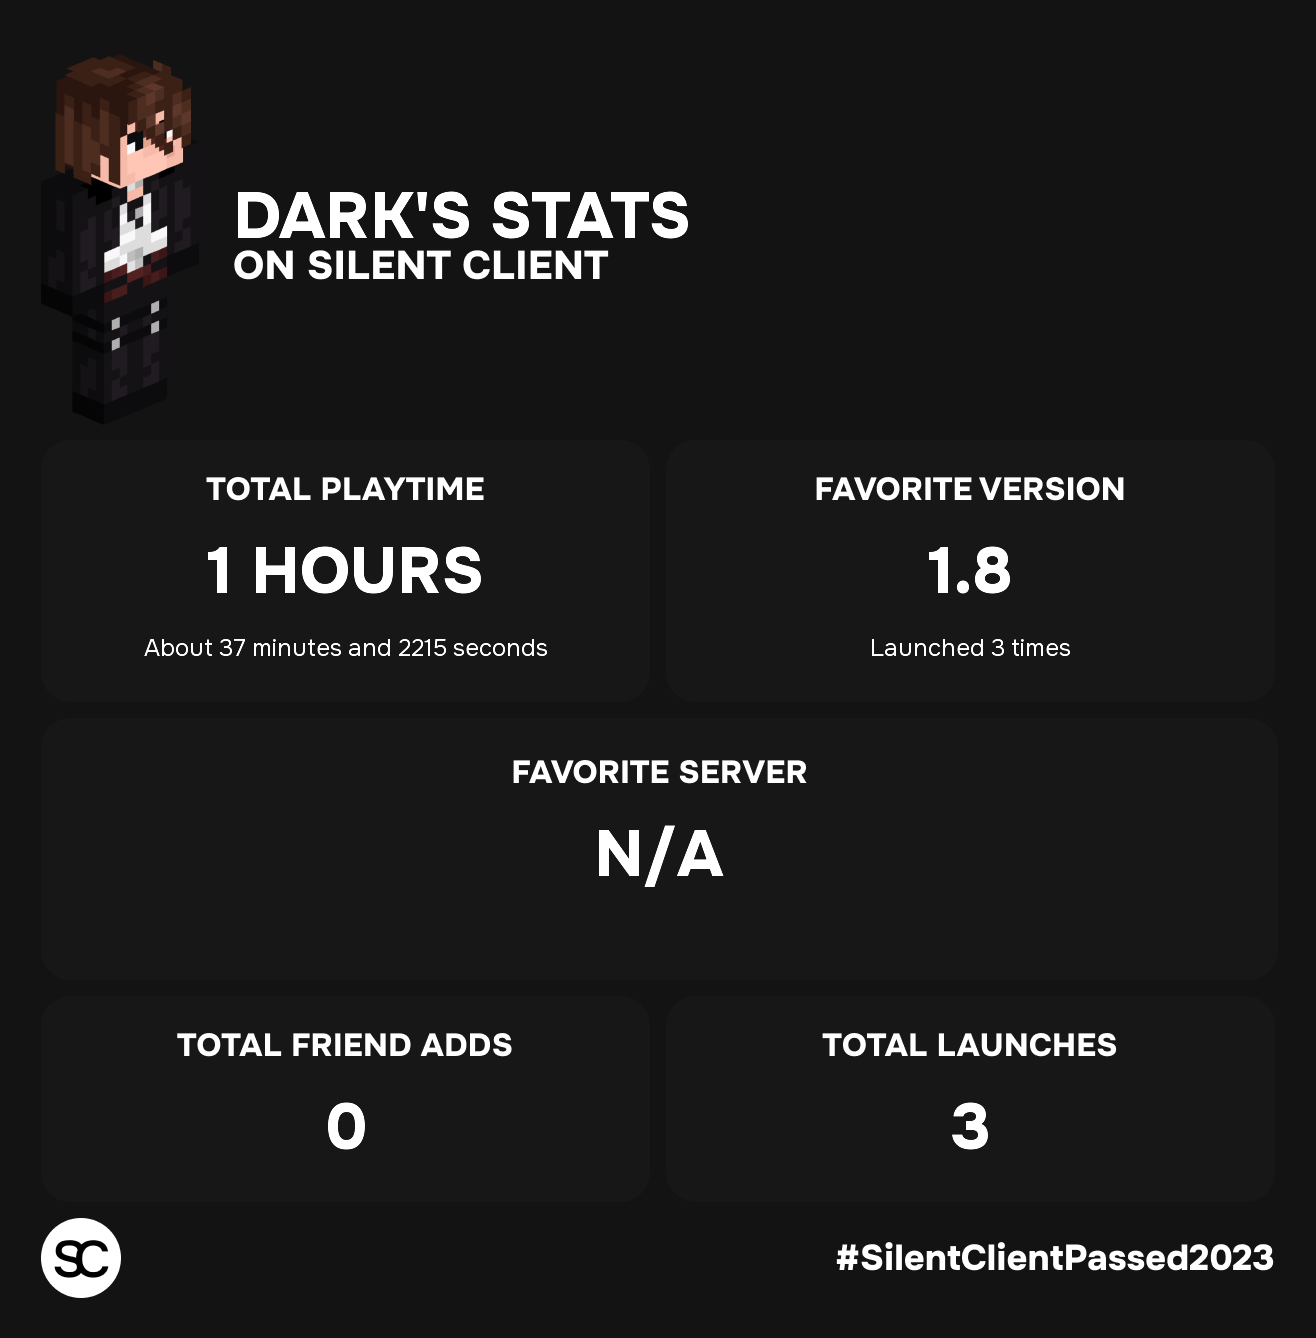 DARK'S STATS
ON SILENT CLIENT
TOTAL PLAYTIME
1 HOURS
About 37 minutes and 2215 seconds
FAVORITE VERSION
1.8
Launched 3 times
FAVORITE SERVER
N/A
TOTAL FRIEND ADDS
0
TOTAL LAUNCHES
3
SC
#SilentClientPassed2023